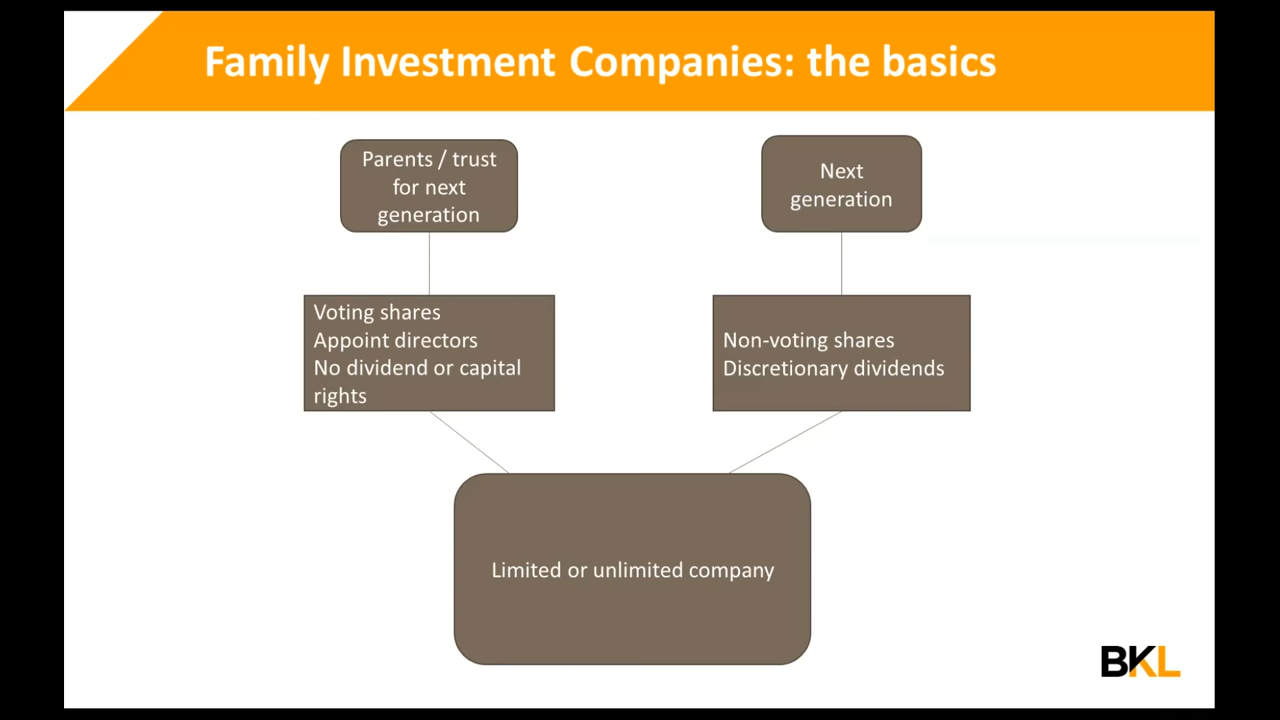 Family Investment Companies: the basics
Parents / trust
for next
generation
Next
generation
Voting shares
Appoint directors
No dividend or capital
rights
Non-voting shares
Discretionary dividends
Limited or unlimited company
BKL